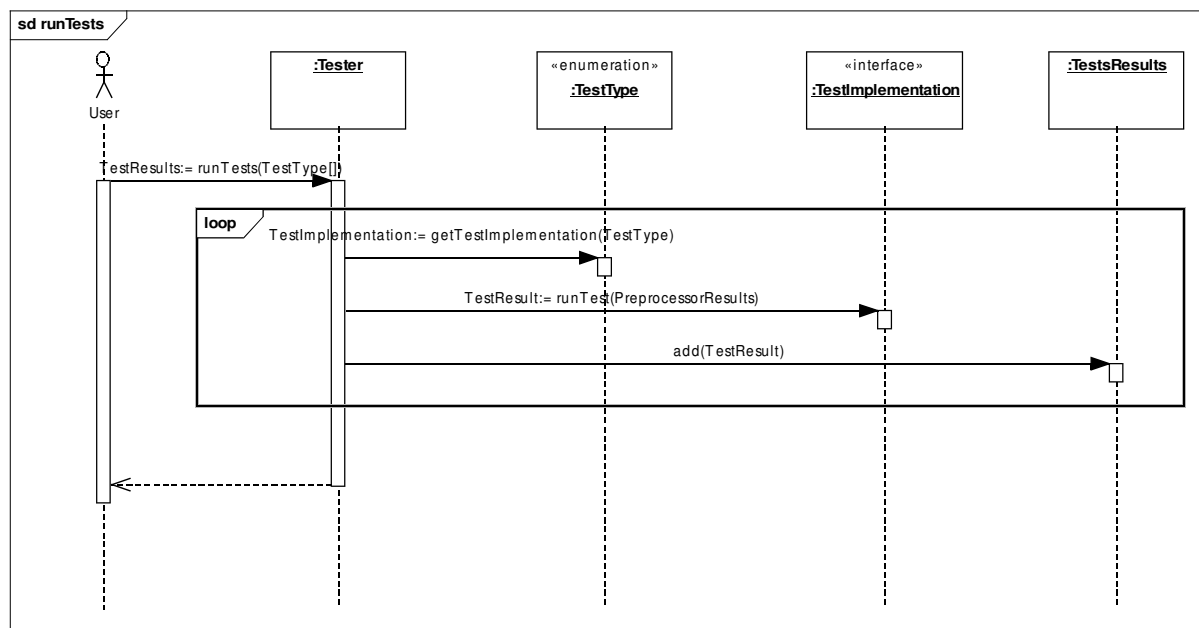 sd runTests
User
:Tester
«enumeration»
:TestType
«interface»
:TestImplementation
:TestsResults
TestResults:= runTests(TestType[])
loop
TestImplementation:= getTestImplementation(TestType)
TestResult:= runTest(PreprocessorResults)
add(TestResult)